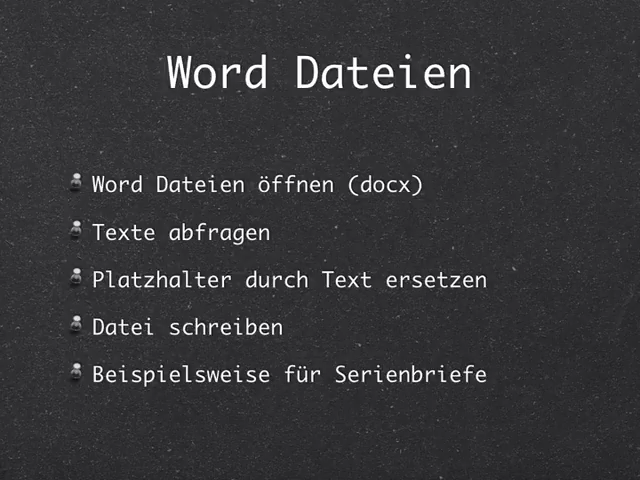 Word Dateien
Word Dateien öffnen (docx)
Texte abfragen
Platzhalter durch Text ersetzen
Datei schreiben
Beispielsweise für Serienbriefe